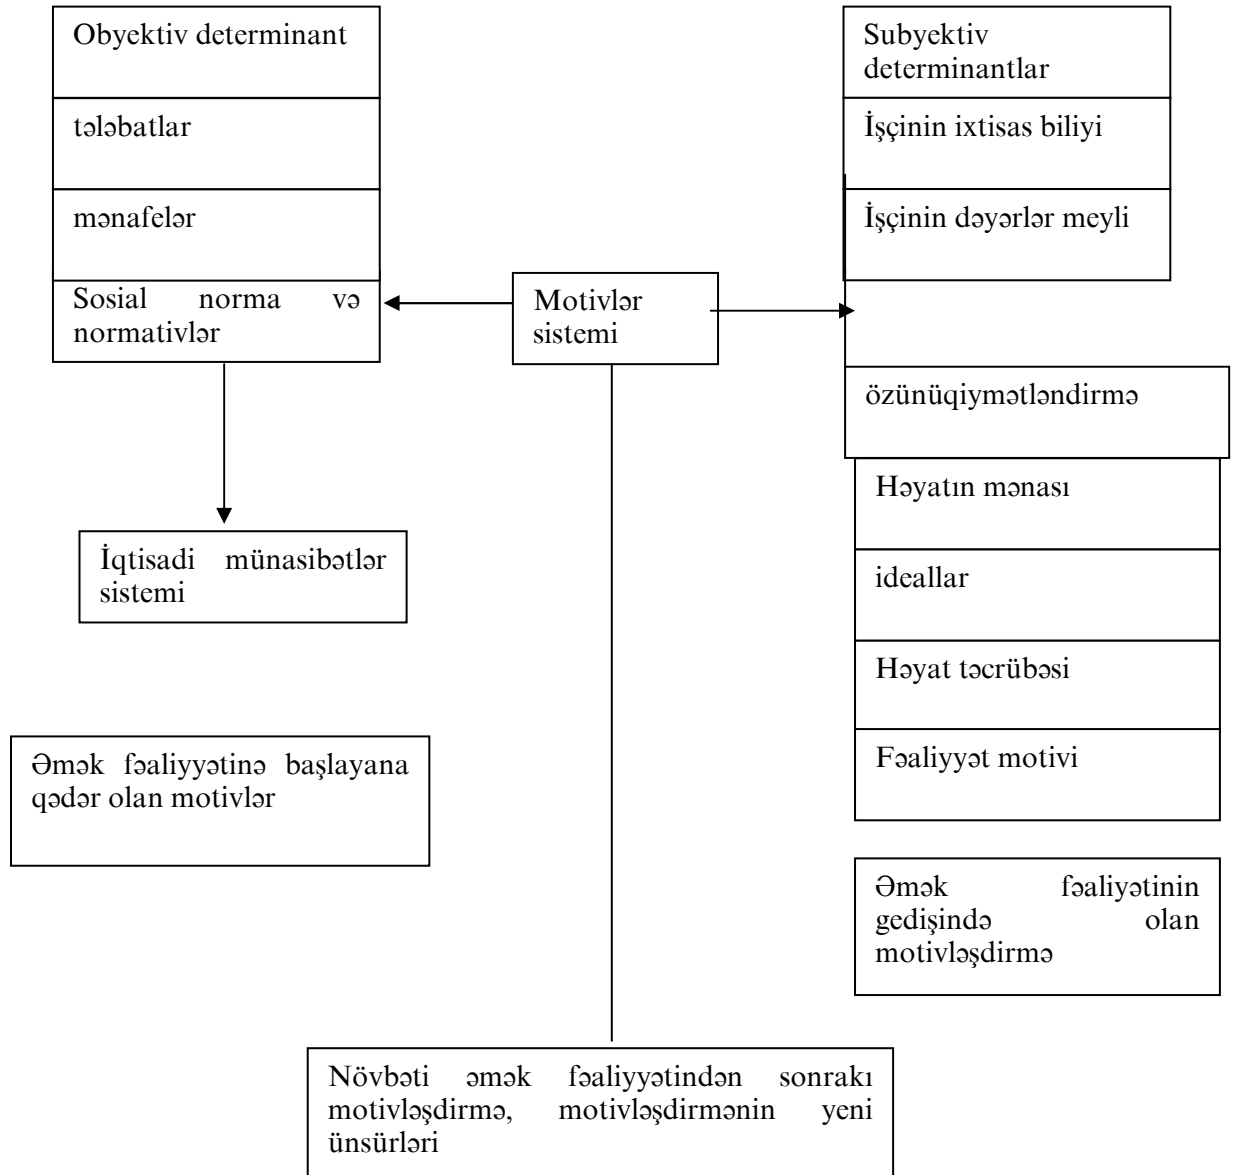 Obyektiv determinant
tələbatlar
mənafelər
Sosial norma və
normativlər
Motivlər
sistemi
Subyektiv
determinantlar
İşçinin ixtisas biliyi
İşçinin dəyərlər meyli
özünüqiymətləndirmə
Həyatın mənası
ideallar
Həyat təcrübəsi
Fəaliyyət motivi
İqtisadi münasibətlər
sistemi
Əmək fəaliyyətinə başlayana
qədər olan motivlər
Əmək fəaliyətinin
gedişində olan
motivləşdirmə
Növbəti əmək fəaliyyətindən sonrakı
motivləşdirmə, motivləşdirmənin yeni
ünsürləri